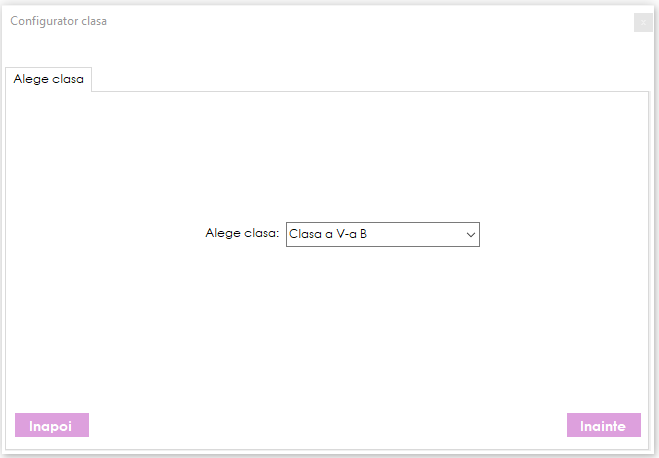 Configurator clasa
Alege clasa
Alege clasa: Clasa a V-a B
Inapoi Inainte